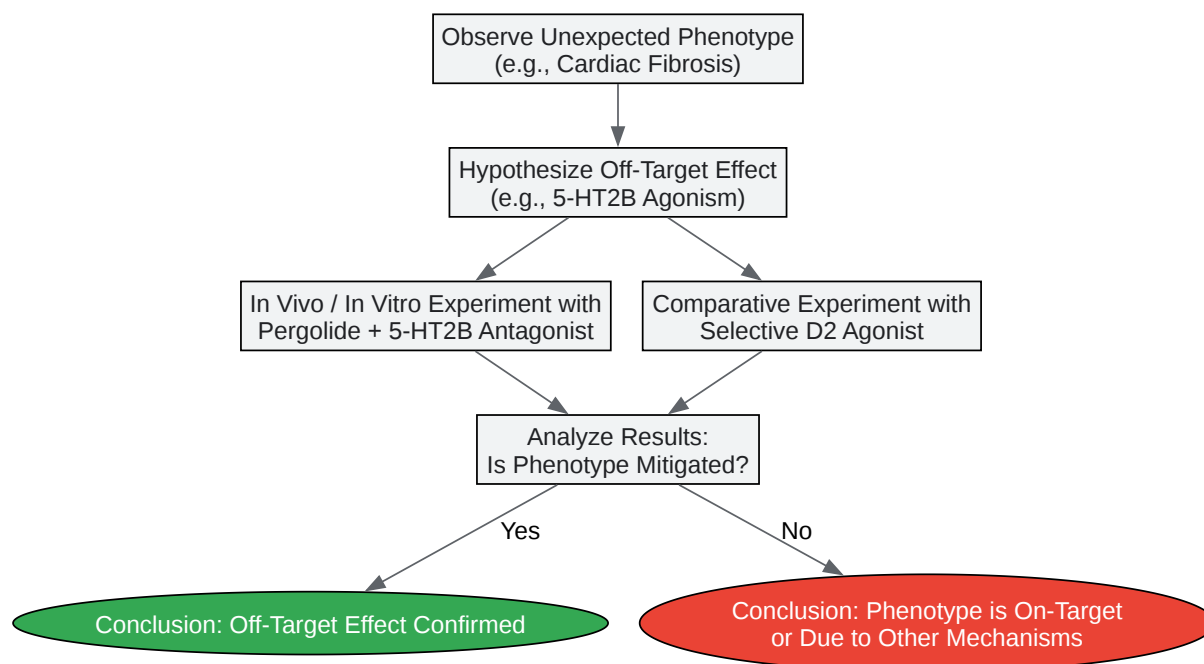 Observe Unexpected Phenotype
(e.g., Cardiac Fibrosis)
Hypothesize Off-Target Effect
(e.g., 5-HT2B Agonism)
In Vivo / In Vitro Experiment with
Pergolide + 5-HT2B Antagonist
Comparative Experiment with
Selective D2 Agonist
Analyze Results:
Is Phenotype Mitigated?
Yes
No
Conclusion: Off-Target Effect Confirmed
Conclusion: Phenotype is On-Target
or Due to Other Mechanisms